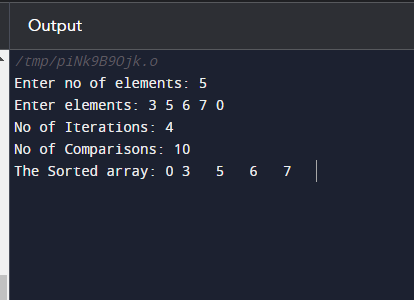 Output
/tmp/piNk9B9Ojk.o
Enter no of elements: 5
Enter elements: 3 5 6 7 0
No of Iterations: 4
No of Comparisons: 10
The Sorted array: 0 3   5   6   7